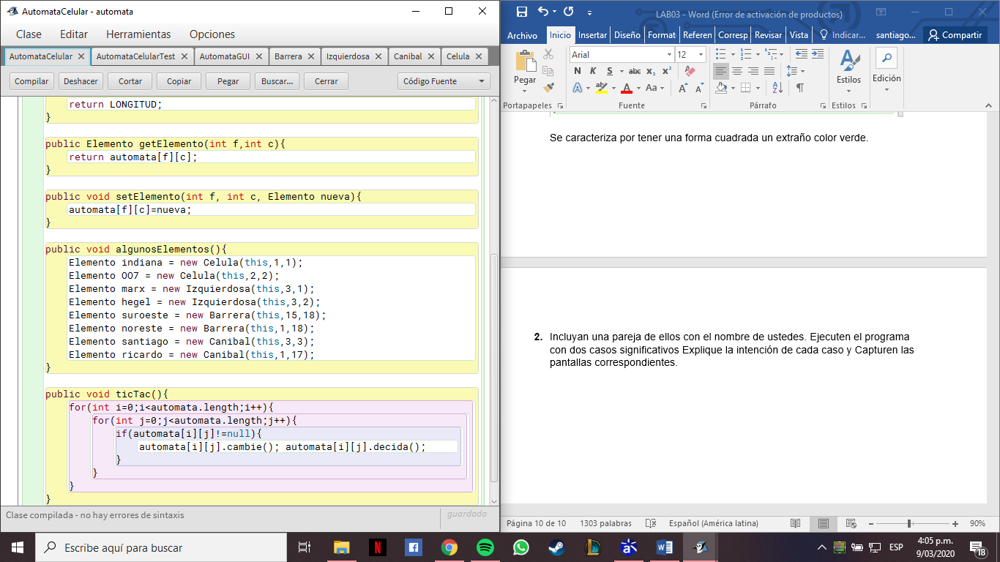 AutomataCelular - automata
Clase Editar Herramientas Opciones
AutomataCelular AutomataCelularTest AutomataGUI Barrera Izquierdosa Canibal Celula
Compilar Deshacer Cortar Copiar Pegar Buscar... Cerrar Código Fuente
return LONGITUD;
}
public Elemento getElemento(int f,int c){
return automata[f][c];
}
public void setElemento(int f, int c, Elemento nueva){
automata[f][c]=nueva;
}
public void algunosElementos(){
Elemento indiana = new Celula(this,1,1);
Elemento OO7 = new Celula(this,2,2);
Elemento marx = new Izquierdosa(this,3,1);
Elemento hegel = new Izquierdosa(this,3,2);
Elemento suroeste = new Barrera(this,15,18);
Elemento noreste = new Barrera(this,1,18);
Elemento santiago = new Canibal(this,3,3);
Elemento ricardo = new Canibal(this,1,17);
}
public void ticTac(){
for(int i=0;i<automata.length;i++){
for(int j=0;j<automata.length;j++){
if(automata[i][j]!=null){
automata[i][j].cambie(); automata[i][j].decida();
}
}
}
}
Clase compilada - no hay errores de sintaxis
guardado
LAB03 - Word (Error de activación de productos)
Archivo Inicio Insertar Diseño Format Referen Corresp Revisar Vista Indicar... santiago... Compartir
Arial 12
Pegar
N K S abc x₂ x²
A ab A Aa A A
Estilos Edición
Portapapeles Fuente Párrafo Estilos
Se caracteriza por tener una forma cuadrada un extraño color verde.
2. Incluyan una pareja de ellos con el nombre de ustedes. Ejecuten el programa
con dos casos significativos Explique la intención de cada caso y Capturen las
pantallas correspondientes.
Página 10 de 10 1303 palabras Español (América latina) 90%
Escribe aquí para buscar
ESP
4:05 p.m.
9/03/2020
18